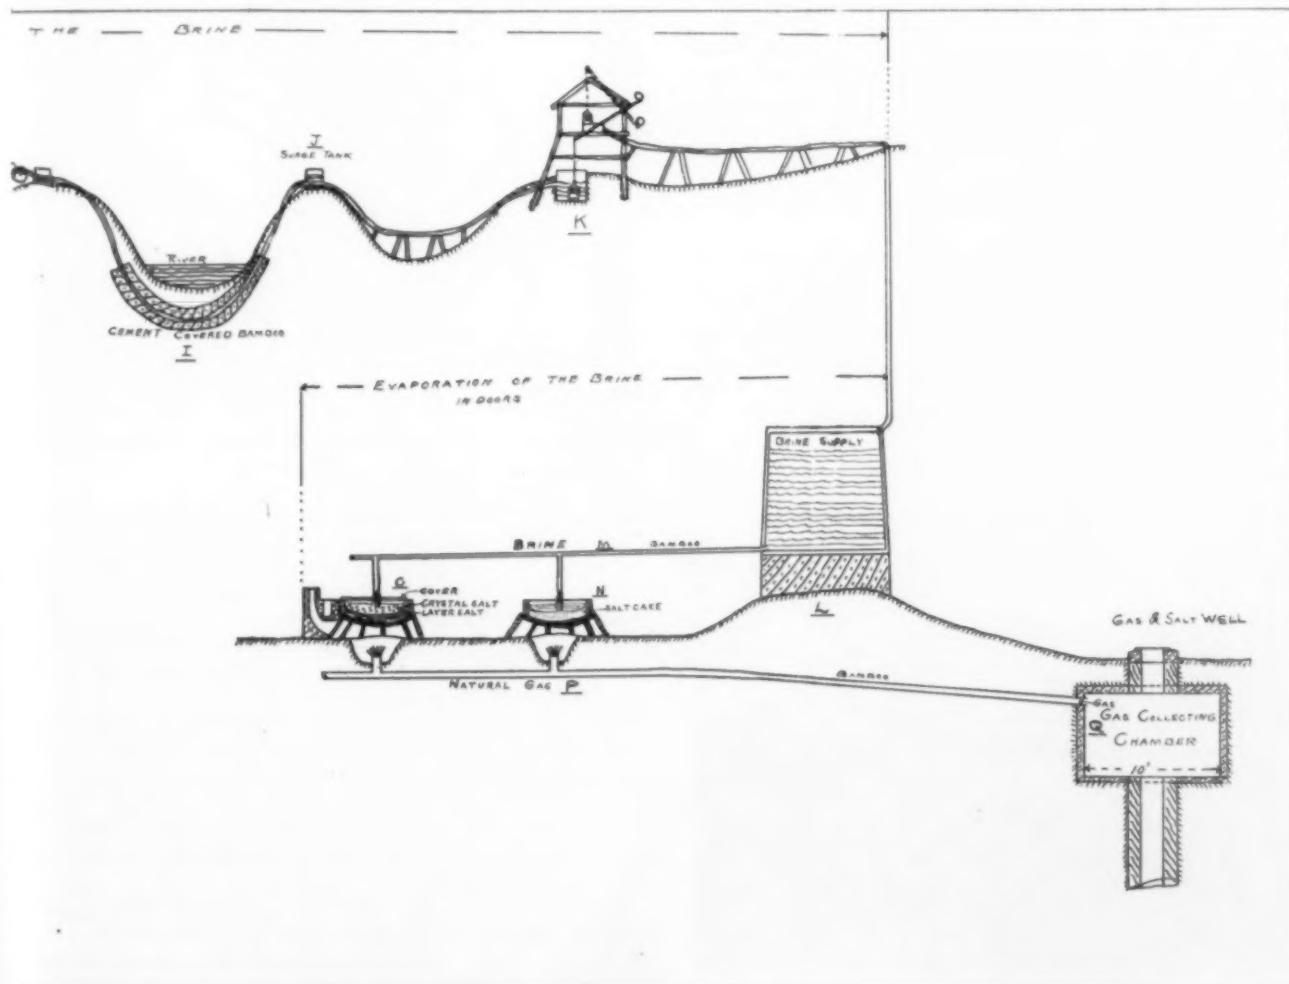 THE — BRINE
J
SURGE TANK
K
RIVER
CEMENT COVERED BAMBOO
I
EVAPORATION OF THE BRINE
IN DOORS
BRINE SUPPLY
BRINE M BAMBOO
O
COVER
CRYSTAL SALT
LAYER SALT
N
SALT CAKE
L
GAS & SALT WELL
NATURAL GAS P
BAMBOO
GAS
Q
GAS COLLECTING
CHAMBER
10'